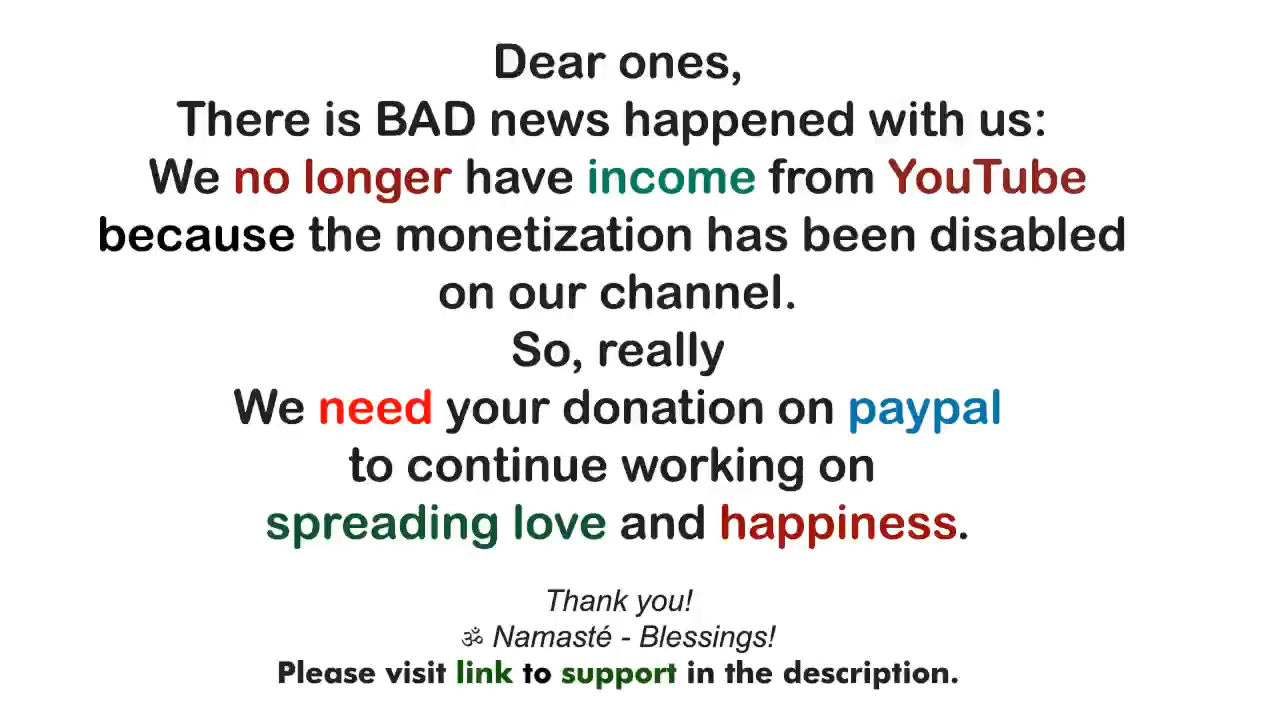 Dear ones,
There is BAD news happened with us:
We no longer have income from YouTube
because the monetization has been disabled
on our channel.
So, really
We need your donation on paypal
to continue working on
spreading love and happiness.
Thank you!
ॐ Namasté - Blessings!
Please visit link to support in the description.